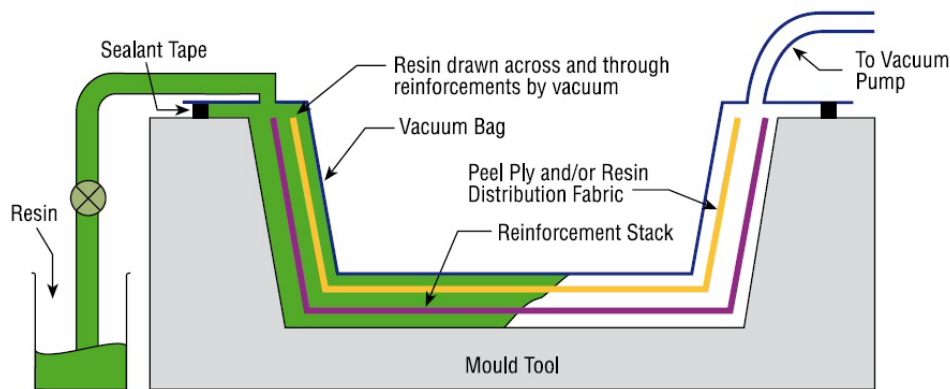 Sealant Tape
Resin drawn across and through
reinforcements by vacuum
To Vacuum
Pump
Vacuum Bag
Peel Ply and/or Resin
Distribution Fabric
Resin
Reinforcement Stack
Mould Tool